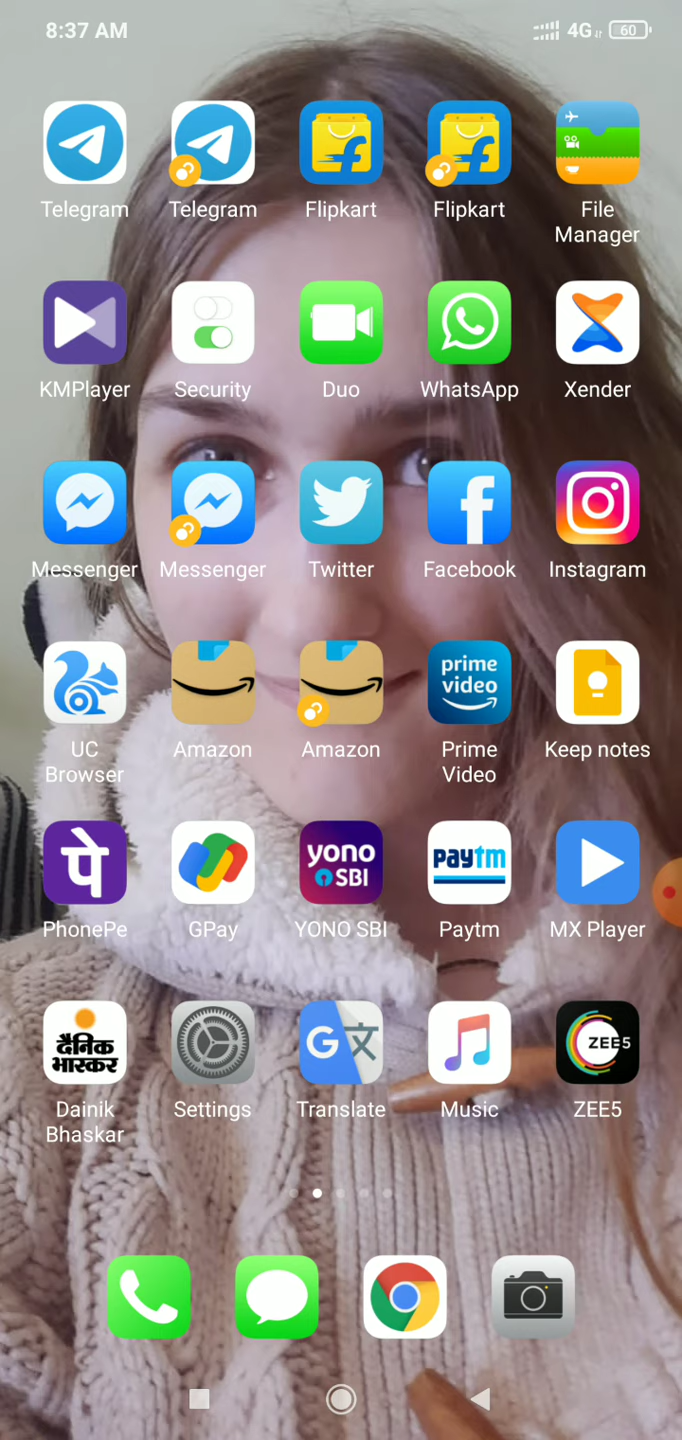 8:37 AM 4G 60
Telegram Telegram Flipkart Flipkart File
Manager
KMPlayer Security Duo WhatsApp Xender
Messenger Messenger Twitter Facebook Instagram
prime
video
UC Amazon Amazon Prime Keep notes
Browser Video
पे yono SBI paytm
PhonePe GPay YONO SBI Paytm MX Player
दैनिक
भास्कर G 文 ZEE5
Dainik Settings Translate Music ZEE5
Bhaskar